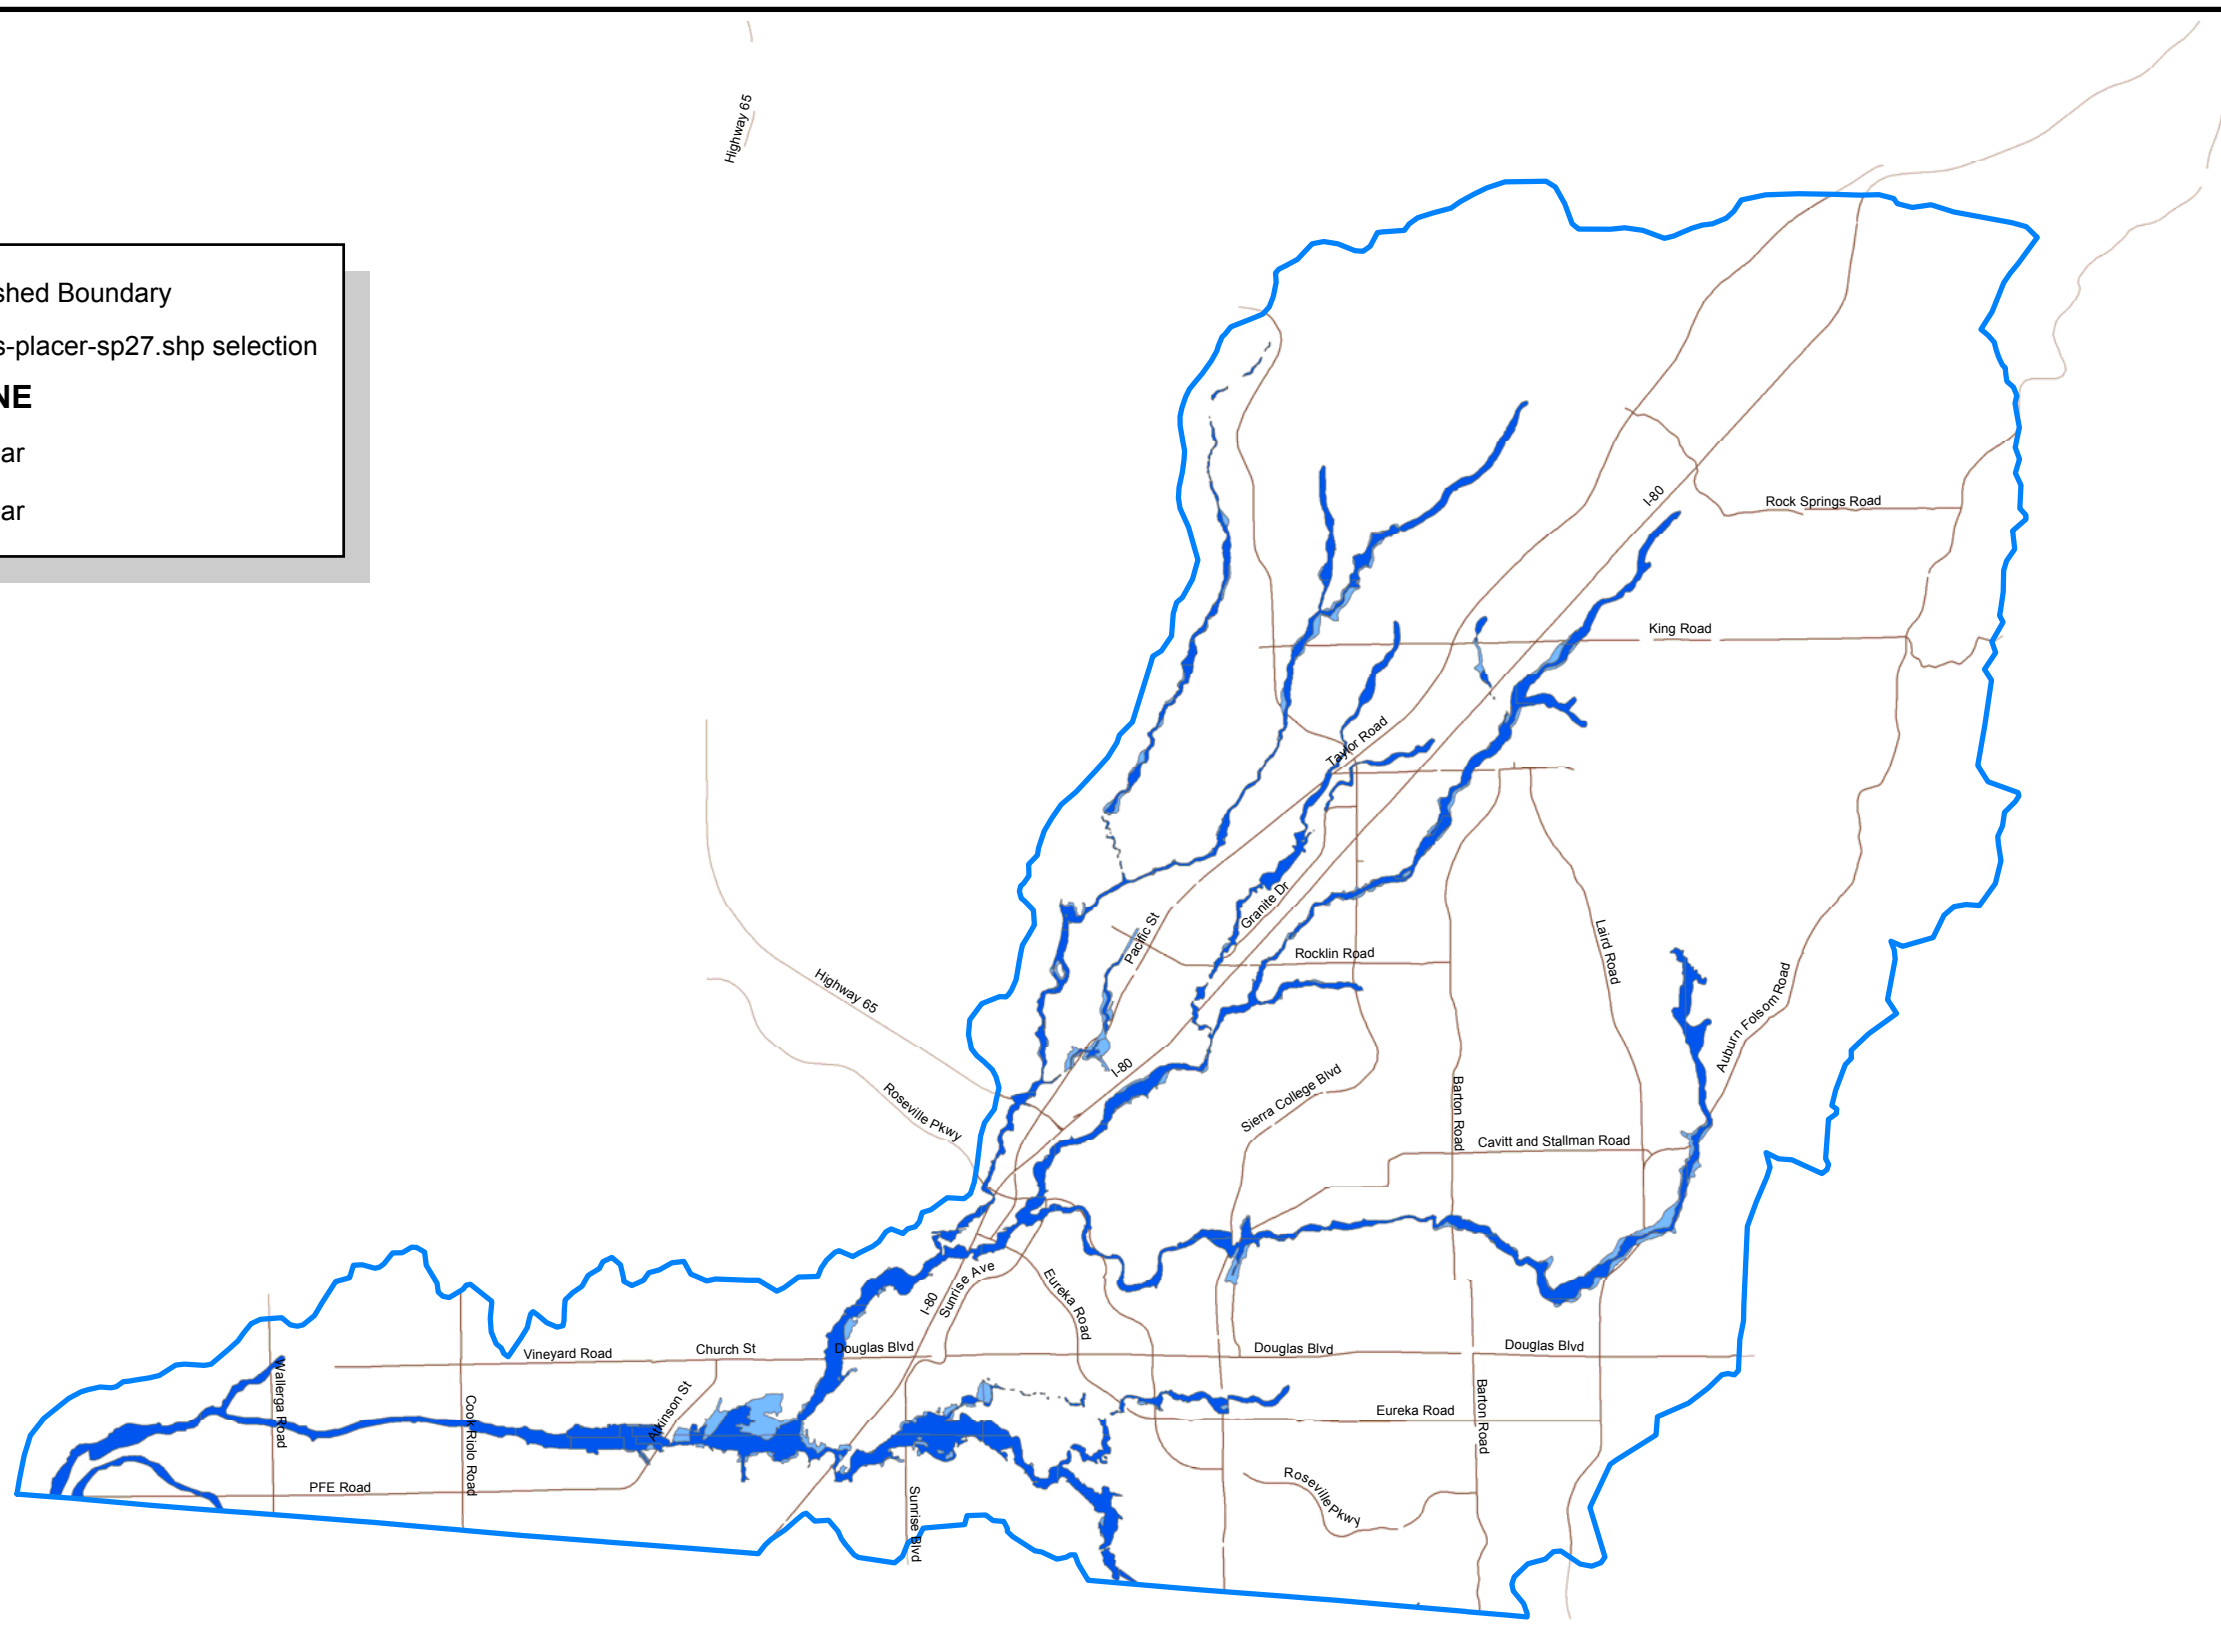 Highway 65
shed Boundary
s-placer-sp27.shp selection
NE
ar
ar
I-80
Rock Springs Road
King Road
Taylor Road
Granite Dr
Pacific St
Rocklin Road
Laird Road
Highway 65
Auburn Folsom Road
I-80
Roseville Pkwy
Sierra College Blvd
Barton Road
Cavitt and Stallman Road
Sunrise Ave
I-80
Eureka Road
Vineyard Road
Church St
Douglas Blvd
Douglas Blvd
Douglas Blvd
Wallerga Road
Cook Riolo Road
Atkinson St
Eureka Road
Barton Road
PFE Road
Sunrise Blvd
Roseville Pkwy